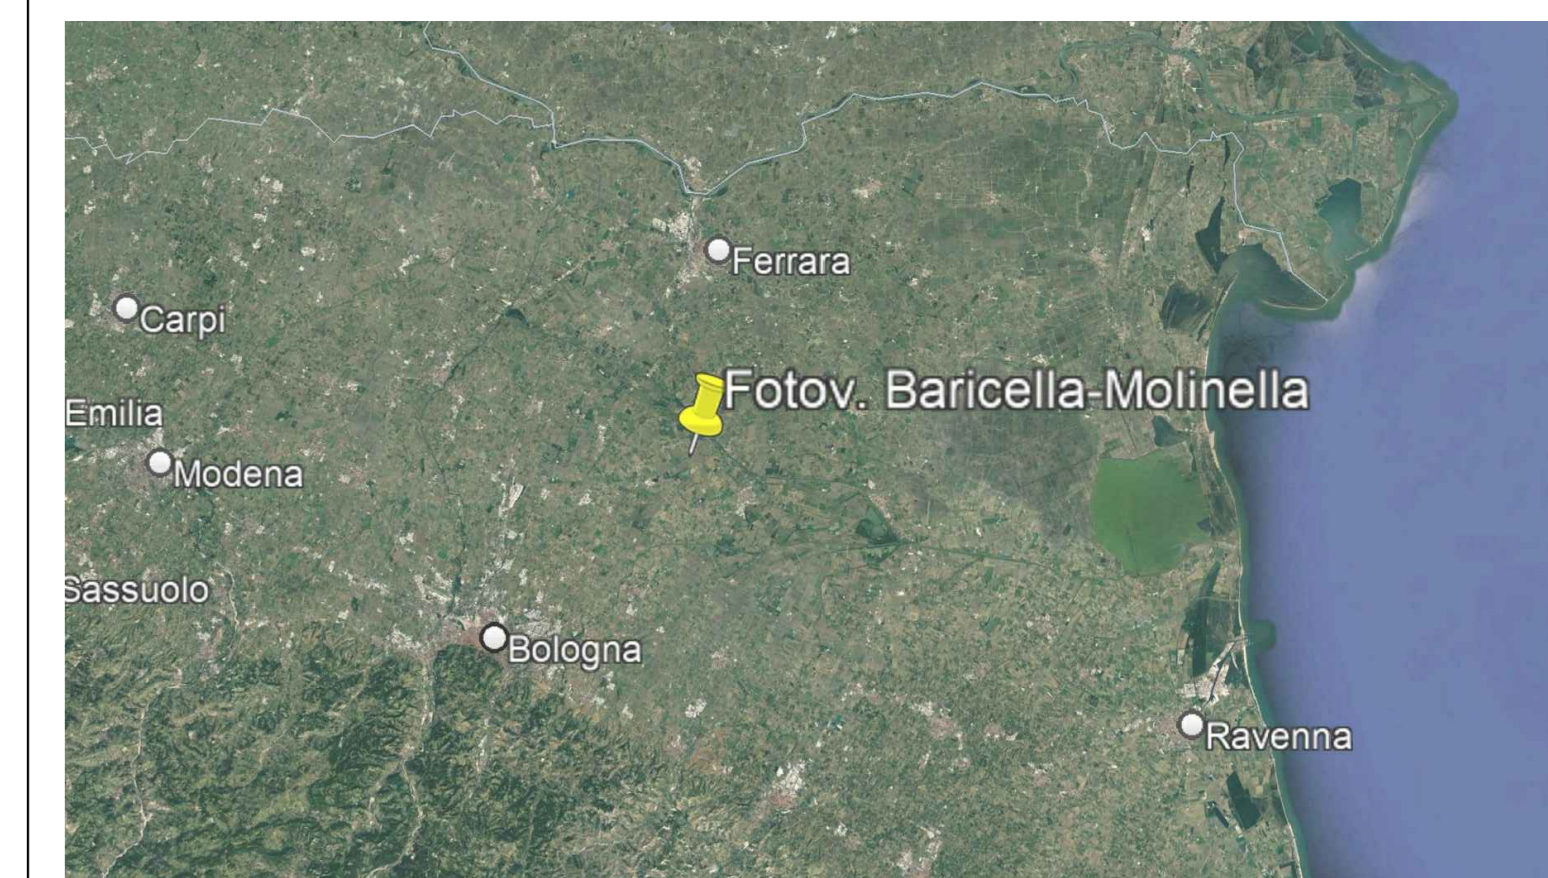 Ferrara
Carpi
Fotov. Baricella-Molinella
Emilia
Modena
Sassuolo
Bologna
Ravenna